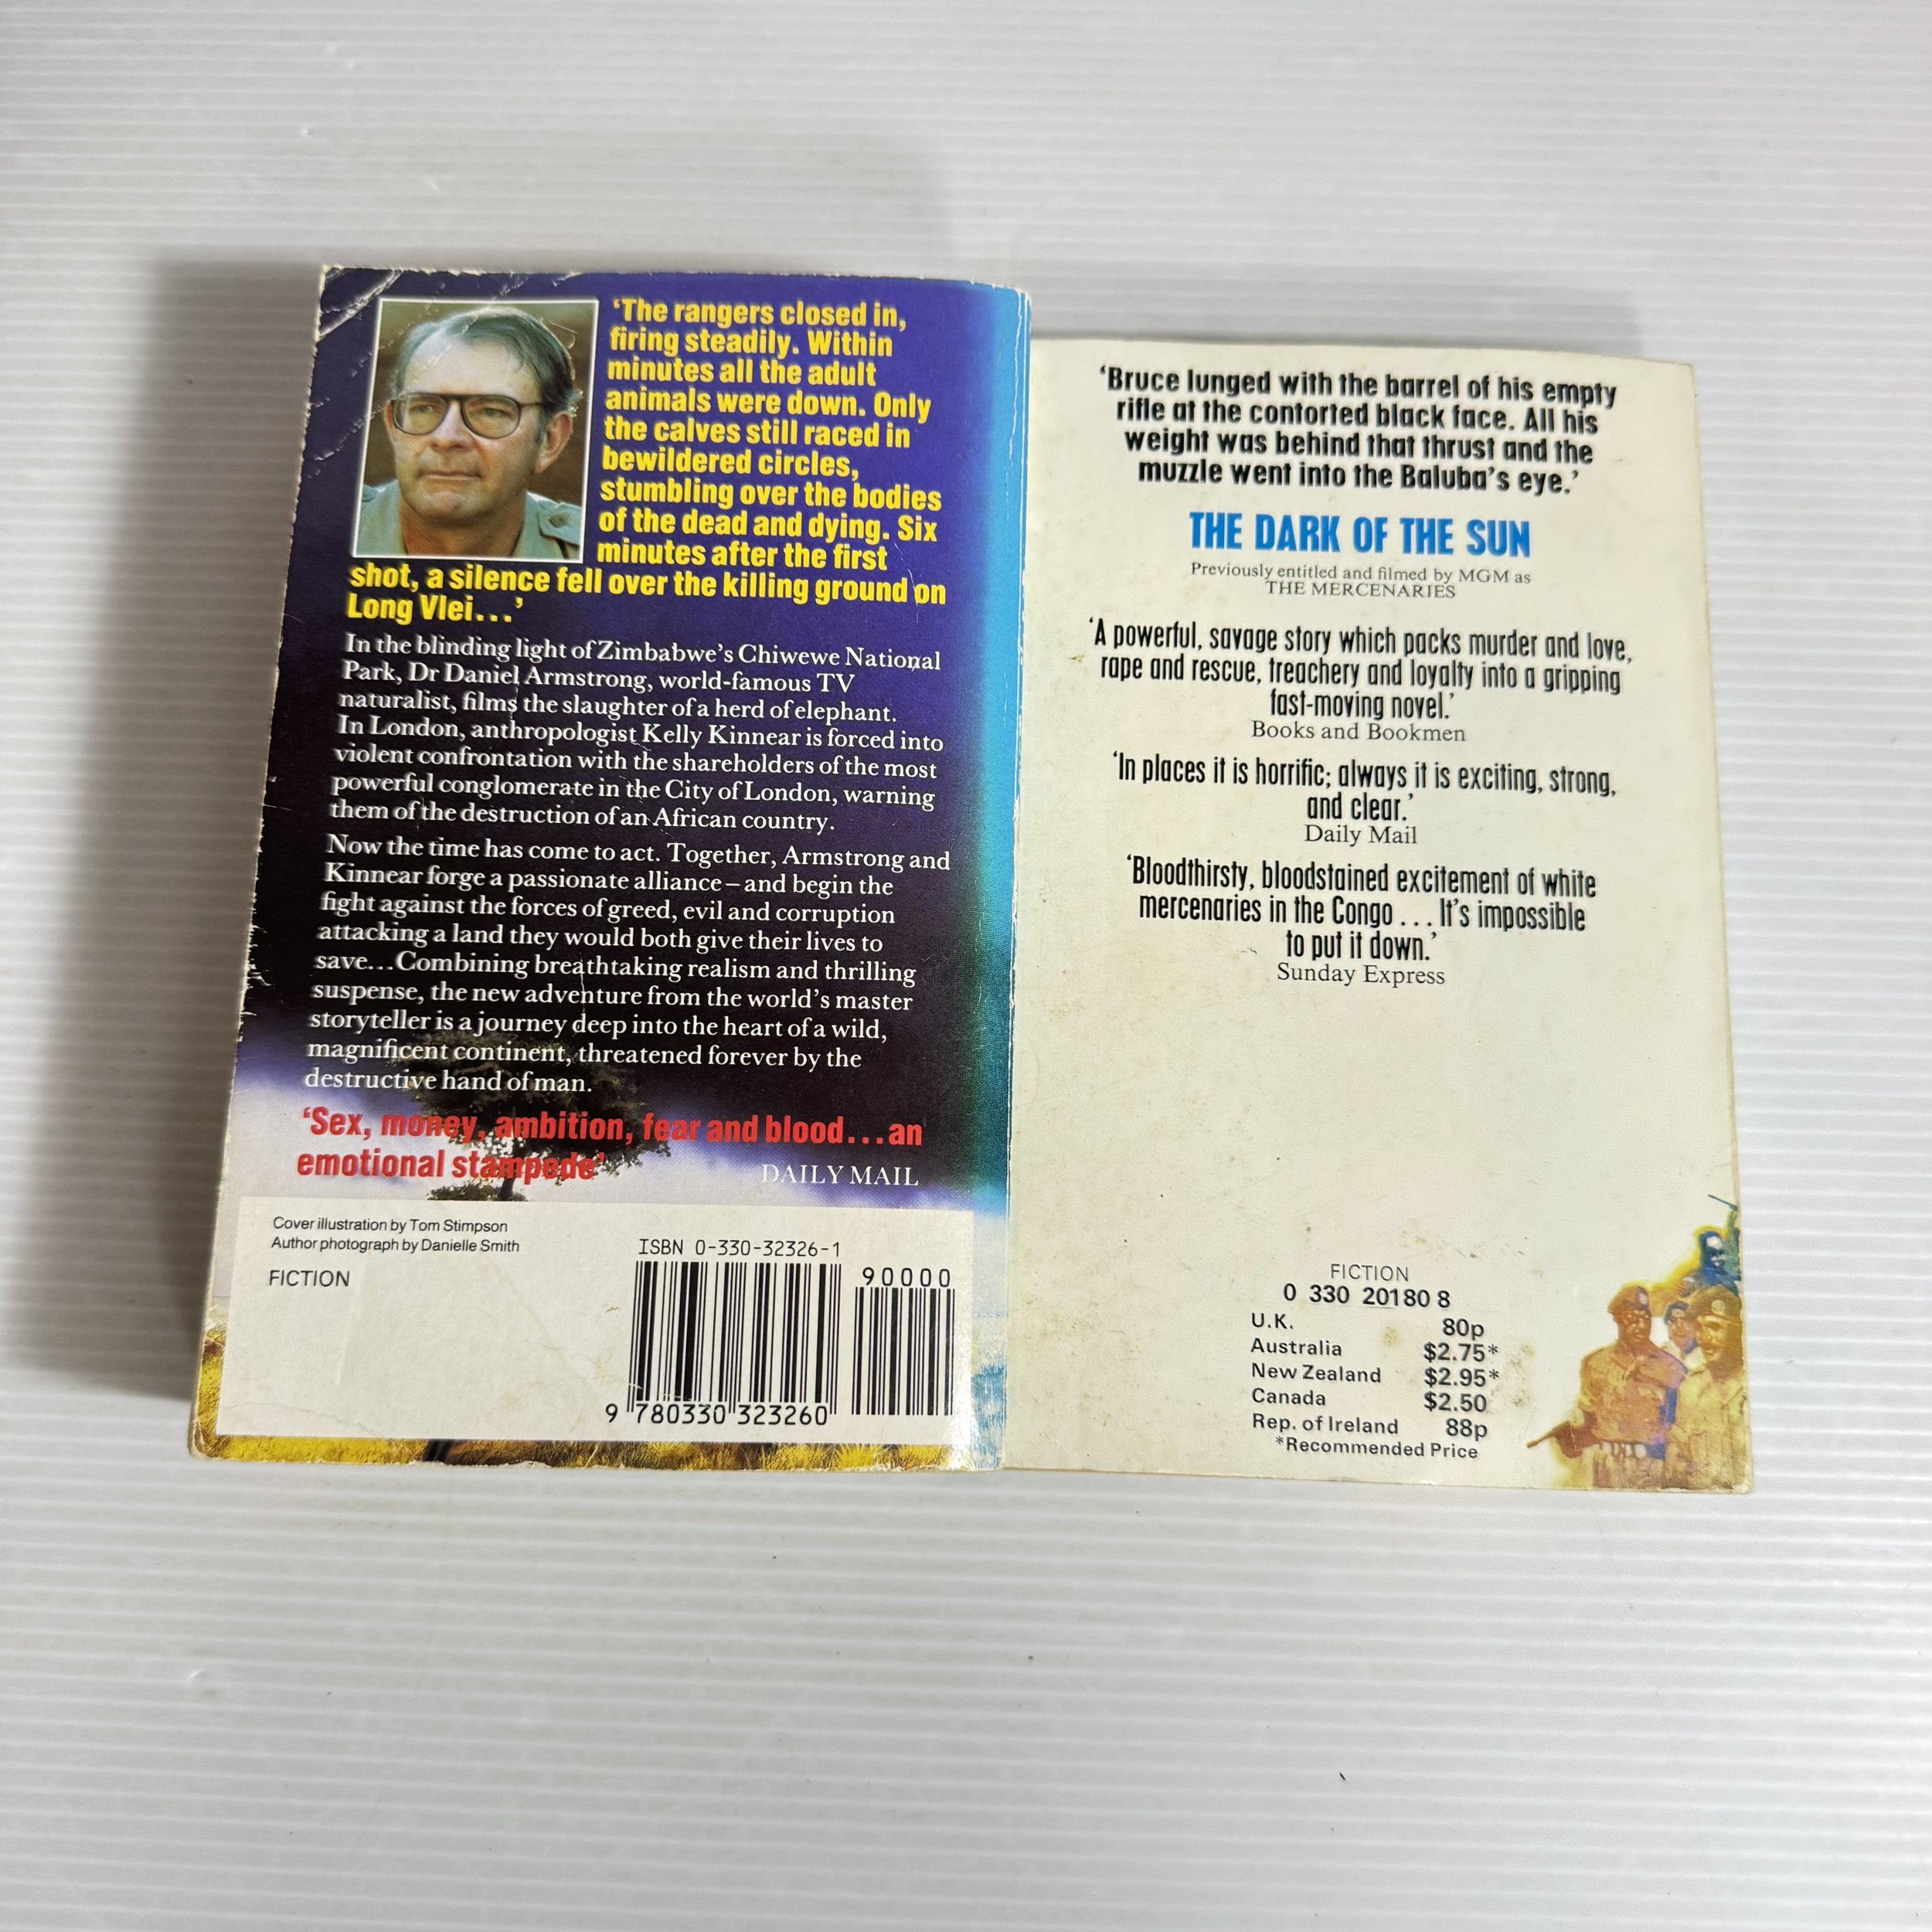 ‘The rangers closed in,
firing steadily. Within
minutes all the adult
animals were down. Only
the calves still raced in
bewildered circles,
stumbling over the bodies
of the dead and dying. Six
minutes after the first
shot, a silence fell over the killing ground on
Long Vlei...’
In the blinding light of Zimbabwe’s Chiwewe National
Park, Dr Daniel Armstrong, world-famous TV
naturalist, films the slaughter of a herd of elephant.
In London, anthropologist Kelly Kinnear is forced into
violent confrontation with the shareholders of the most
powerful conglomerate in the City of London, warning
them of the destruction of an African country.
Now the time has come to act. Together, Armstrong and
Kinnear forge a passionate alliance – and begin the
fight against the forces of greed, evil and corruption
attacking a land they would both give their lives to
save...Combining breathtaking realism and thrilling
suspense, the new adventure from the world’s master
storyteller is a journey deep into the heart of a wild,
magnificent continent, threatened forever by the
destructive hand of man.
‘Sex, money, ambition, fear and blood...an
emotional stampede’
DAILY MAIL
Cover illustration by Tom Stimpson
Author photograph by Danielle Smith
FICTION
ISBN 0-330-32326-1
90000
9 780330 323260
‘Bruce lunged with the barrel of his empty
rifle at the contorted black face. All his
weight was behind that thrust and the
muzzle went into the Baluba’s eye.’
THE DARK OF THE SUN
Previously entitled and filmed by MGM as
THE MERCENARIES
‘A powerful, savage story which packs murder and love,
rape and rescue, treachery and loyalty into a gripping
fast-moving novel.’
Books and Bookmen
‘In places it is horrific; always it is exciting, strong,
and clear.’
Daily Mail
‘Bloodthirsty, bloodstained excitement of white
mercenaries in the Congo ... It’s impossible
to put it down.’
Sunday Express
FICTION
0 330 20180 8
U.K. 80p
Australia $2.75*
New Zealand $2.95*
Canada $2.50
Rep. of Ireland 88p
*Recommended Price